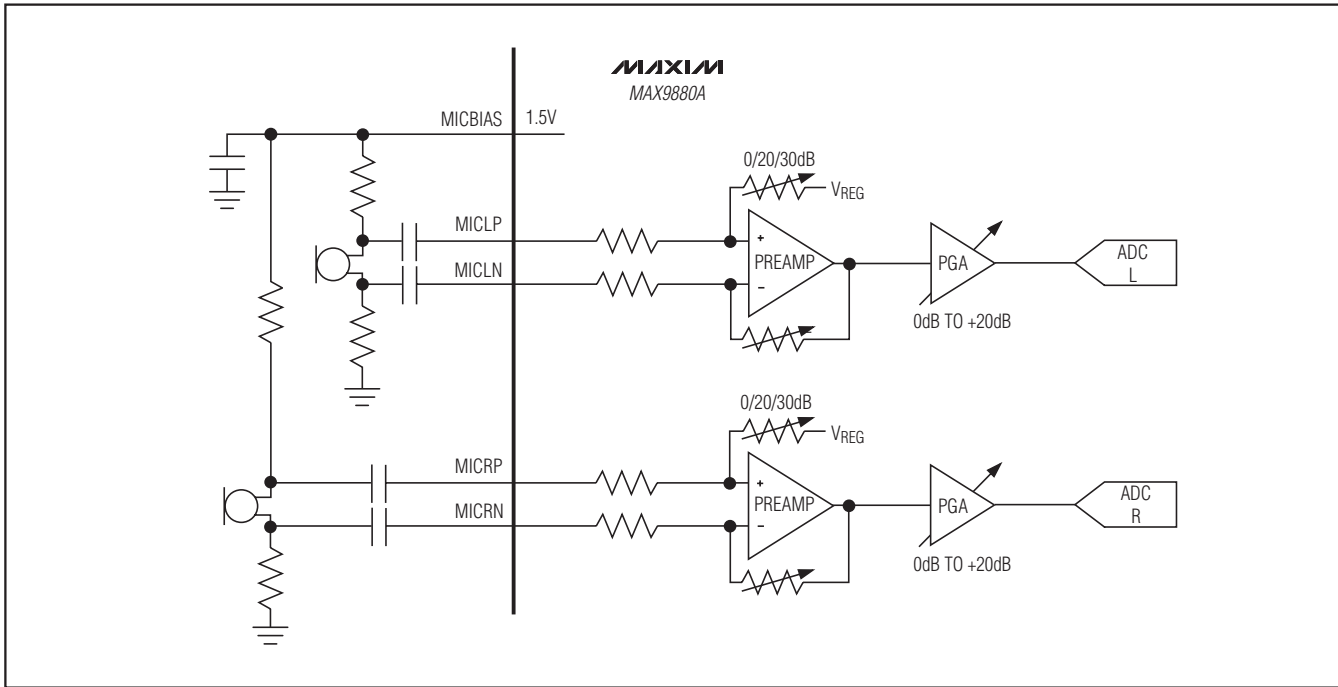 MAXIM
MAX9880A
MICBIAS 1.5V
0/20/30dB
VREG
MICLP
+
PREAMP
−
MICLN
PGA
ADC
L
0dB TO +20dB
0/20/30dB
VREG
MICRP
+
PREAMP
−
MICRN
PGA
ADC
R
0dB TO +20dB